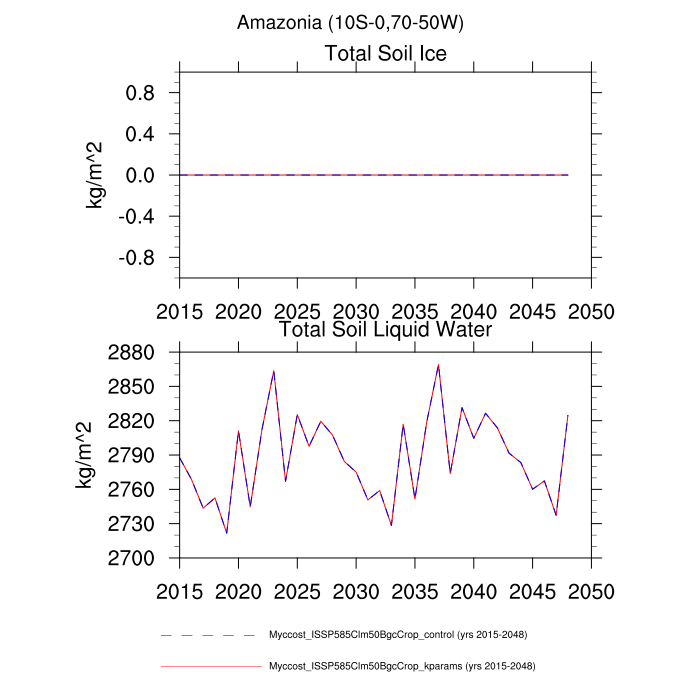 Amazonia (10S-0,70-50W)
Total Soil Ice
0.8
0.4
0.0
-0.4
-0.8
kg/m^2
2015 2020 2025 2030 2035 2040 2045 2050
Total Soil Liquid Water
2880
2850
2820
2790
2760
2730
2700
kg/m^2
2015 2020 2025 2030 2035 2040 2045 2050
Myccost_ISSP585Clm50BgcCrop_control (yrs 2015-2048)
Myccost_ISSP585Clm50BgcCrop_kparams (yrs 2015-2048)